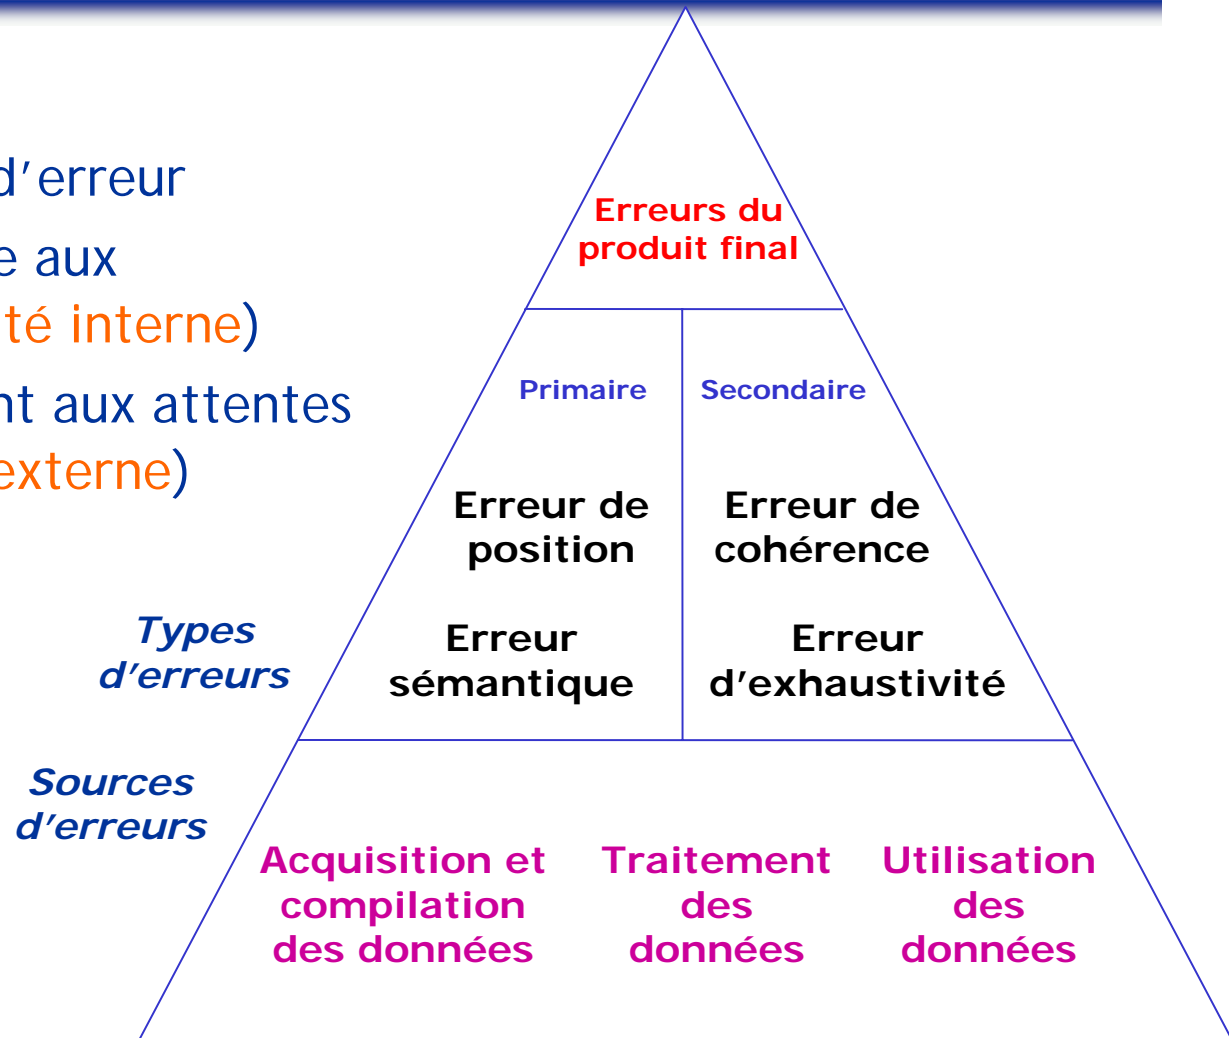 d'erreur
e aux
té interne)
nt aux attentes
externe)
Erreurs du
produit final
Primaire
Secondaire
Erreur de
position
Erreur de
cohérence
Types
d'erreurs
Erreur
sémantique
Erreur
d'exhaustivité
Sources
d'erreurs
Acquisition et
compilation
des données
Traitement
des
données
Utilisation
des
données